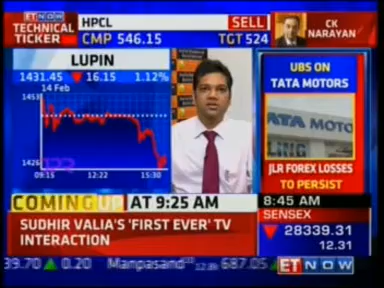 ET NOW
TECHNICAL
TICKER
HPCL
SELL
CMP 546.15
TGT 524
CK
NARAYAN
LUPIN
1431.45 16.15 1.12%
14 Feb
1453
1426
09:15 12:22 15:30
UBS ON
TATA MOTORS
TATA MOTO
LING
JLR FOREX LOSSES
TO PERSIST
COMING UP AT 9:25 AM
SUDHIR VALIA'S 'FIRST EVER' TV
INTERACTION
8:45 AM
SENSEX
28339.31
12.31
39.70 0.20 Manpasand 687.05
ET NOW